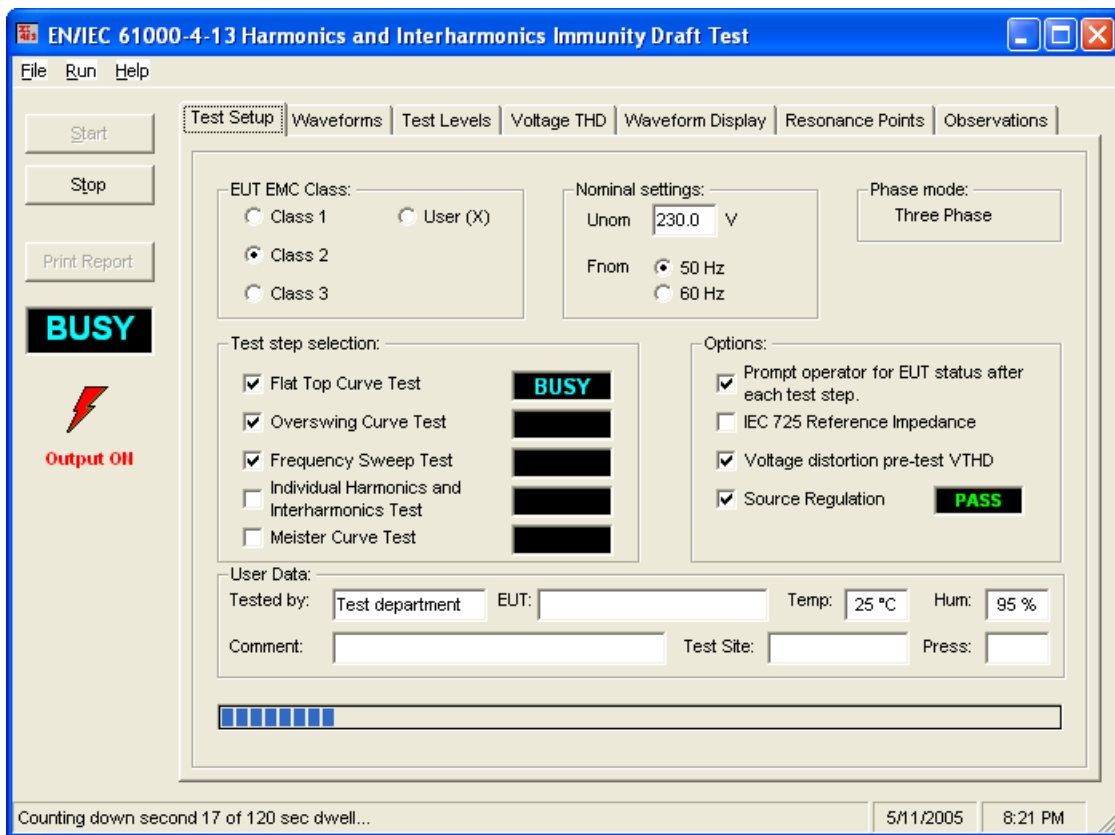 EN/IEC 61000-4-13 Harmonics and Interharmonics Immunity Draft Test
File Run Help
Start
Stop
Print Report
BUSY
Output ON
Test Setup Waveforms Test Levels Voltage THD Waveform Display Resonance Points Observations
EUT EMC Class:
Class 1 User (X)
Class 2
Class 3
Nominal settings:
Unom 230.0 V
Fnom 50 Hz
60 Hz
Phase mode:
Three Phase
Test step selection:
Flat Top Curve Test BUSY
Overswing Curve Test
Frequency Sweep Test
Individual Harmonics and
Interharmonics Test
Meister Curve Test
Options:
Prompt operator for EUT status after
each test step.
IEC 725 Reference Impedance
Voltage distortion pre-test VTHD
Source Regulation PASS
User Data:
Tested by: Test department EUT: Temp: 25 °C Hum: 95 %
Comment: Test Site: Press:
Counting down second 17 of 120 sec dwell... 5/11/2005 8:21 PM